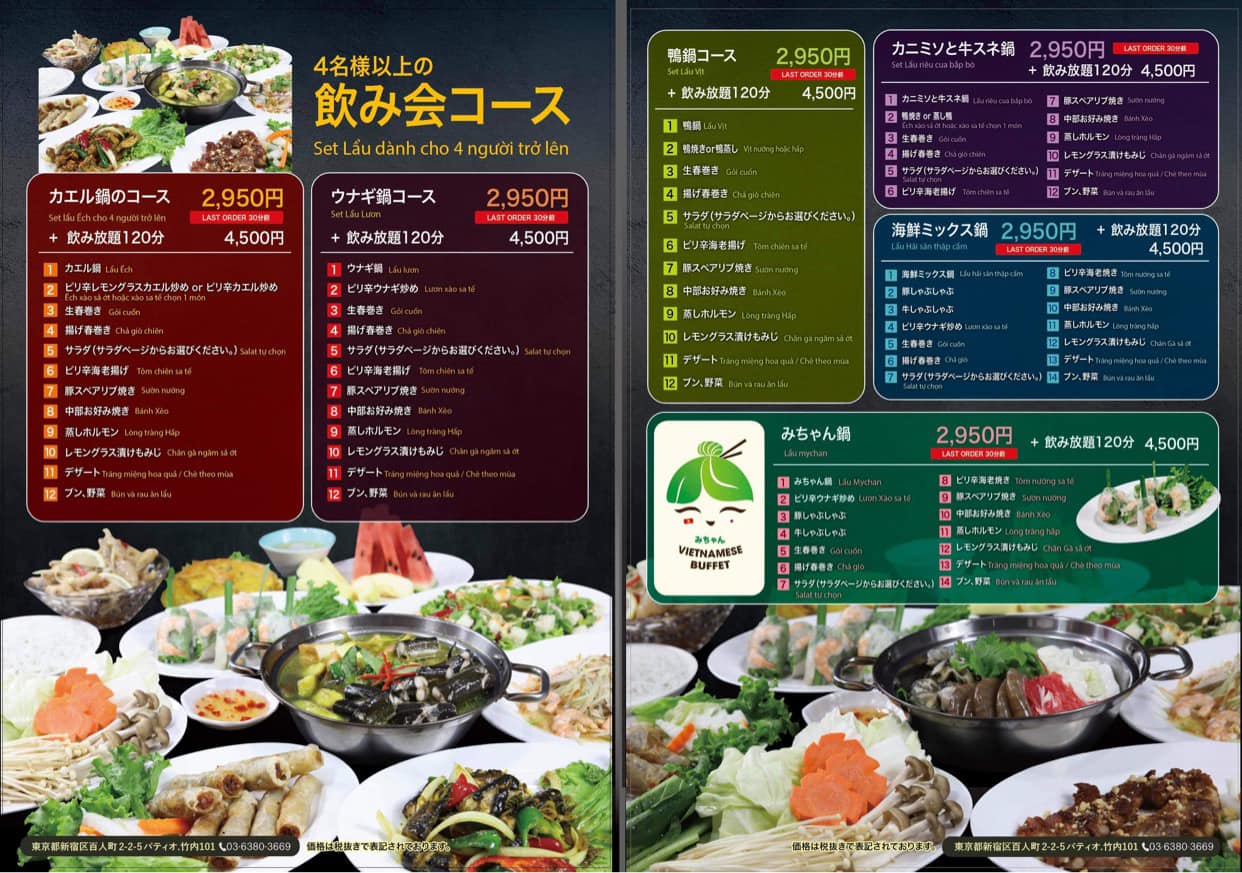 4名様以上の
飲み会コース
Set Lẩu dành cho 4 người trở lên
カエル鍋のコース 2,950円
Set lẩu Ếch cho 4 người trở lên LAST ORDER 30分前
+ 飲み放題120分 4,500円
1 カエル鍋 Lẩu Ếch
2 ピリ辛レモングラスカエル炒め or ピリ辛カエル炒め
Ếch xào sả ớt hoặc xào sa tế chọn 1 món
3 生春巻き Gỏi cuốn
4 揚げ春巻き Chả giò chiên
5 サラダ(サラダページからお選びください。) Salat tự chọn
6 ピリ辛海老揚げ Tôm chiên sa tế
7 豚スペアリブ焼き Sườn nướng
8 中部お好み焼き Bánh Xèo
9 蒸しホルモン Lòng tràng Hấp
10 レモングラス漬けもみじ Chân gà ngâm sả ớt
11 デザート Tráng miệng hoa quả / Chè theo mùa
12 ブン、野菜 Bún và rau ăn lẩu
ウナギ鍋コース 2,950円
Set Lẩu Lươn LAST ORDER 30分前
+ 飲み放題120分 4,500円
1 ウナギ鍋 Lẩu lươn
2 ピリ辛ウナギ炒め Lươn xào sa tế
3 生春巻き Gỏi cuốn
4 揚げ春巻き Chả giò chiên
5 サラダ(サラダページからお選びください。) Salat tự chọn
6 ピリ辛海老揚げ Tôm chiên sa tế
7 豚スペアリブ焼き Sườn nướng
8 中部お好み焼き Bánh Xèo
9 蒸しホルモン Lòng tràng Hấp
10 レモングラス漬けもみじ Chân gà ngâm sả ớt
11 デザート Tráng miệng hoa quả / Chè theo mùa
12 ブン、野菜 Bún và rau ăn lẩu
東京都新宿区百人町 2-2-5 パティオ.竹内101 03-6380-3669
価格は税抜きで表記されております。
鴨鍋コース 2,950円
Set Lẩu Vịt LAST ORDER 30分前
+ 飲み放題120分 4,500円
1 鴨鍋 Lẩu Vịt
2 鴨焼きor鴨蒸し Vịt nướng hoặc hấp
3 生春巻き Gỏi cuốn
4 揚げ春巻き Chả giò chiên
5 サラダ(サラダページからお選びください。)
Salat tự chọn
6 ピリ辛海老揚げ Tôm chiên sa tế
7 豚スペアリブ焼き Sườn nướng
8 中部お好み焼き Bánh Xèo
9 蒸しホルモン Lòng tràng Hấp
10 レモングラス漬けもみじ Chân gà ngâm sả ớt
11 デザート Tráng miệng hoa quả / Chè theo mùa
12 ブン、野菜 Bún và rau ăn lẩu
カニミソと牛スネ鍋 2,950円 LAST ORDER 30分前
Set Lẩu riêu cua bắp bò + 飲み放題120分 4,500円
1 カニミソと牛スネ鍋 Lẩu riêu cua bắp bò
2 鴨焼き or 蒸し鴨
Ếch xào sả ớt hoặc xào sa tế chọn 1 món
3 生春巻き Gỏi cuốn
4 揚げ春巻き Chả giò chiên
5 サラダ(サラダページからお選びください。)
Salat tự chọn
6 ピリ辛海老揚げ Tôm chiên sa tế
7 豚スペアリブ焼き Sườn nướng
8 中部お好み焼き Bánh Xèo
9 蒸しホルモン Lòng tràng Hấp
10 レモングラス漬けもみじ Chân gà ngâm sả ớt
11 デザート Tráng miệng hoa quả / Chè theo mùa
12 ブン、野菜 Bún và rau ăn lẩu
海鮮ミックス鍋 2,950円 + 飲み放題120分
Lẩu Hải sản thập cẩm LAST ORDER 30分前 4,500円
1 海鮮ミックス鍋 Lẩu hải sản thập cẩm
2 豚しゃぶしゃぶ
3 牛しゃぶしゃぶ
4 ピリ辛ウナギ炒め Lươn xào sa tế
5 生春巻き Gỏi cuốn
6 揚げ春巻き Chả giò
7 サラダ(サラダページからお選びください。)
Salat tự chọn
8 ピリ辛海老焼き Tôm nướng sa tế
9 豚スペアリブ焼き Sườn nướng
10 中部お好み焼き Bánh Xèo
11 蒸しホルモン Lòng tràng hấp
12 レモングラス漬けもみじ Chân Gà sả ớt
13 デザート Tráng miệng hoa quả / Chè theo mùa
14 ブン、野菜 Bún và rau ăn lẩu
みちゃん
VIETNAMESE
BUFFET
みちゃん鍋 2,950円 + 飲み放題120分 4,500円
Lẩu mychan LAST ORDER 30分前
1 みちゃん鍋 Lẩu Mychan
2 ピリ辛ウナギ炒め Lươn Xào sa tế
3 豚しゃぶしゃぶ
4 牛しゃぶしゃぶ
5 生春巻き Gỏi cuốn
6 揚げ春巻き Chả giò
7 サラダ(サラダページからお選びください。)
Salat tự chọn
8 ピリ辛海老焼き Tôm nướng sa tế
9 豚スペアリブ焼き Sườn nướng
10 中部お好み焼き Bánh Xèo
11 蒸しホルモン Lòng tràng hấp
12 レモングラス漬けもみじ Chân Gà sả ớt
13 デザート Tráng miệng hoa quả / Chè theo mùa
14 ブン、野菜 Bún và rau ăn lẩu
価格は税抜きで表記されております。
東京都新宿区百人町 2-2-5 パティオ.竹内101 03-6380-3669